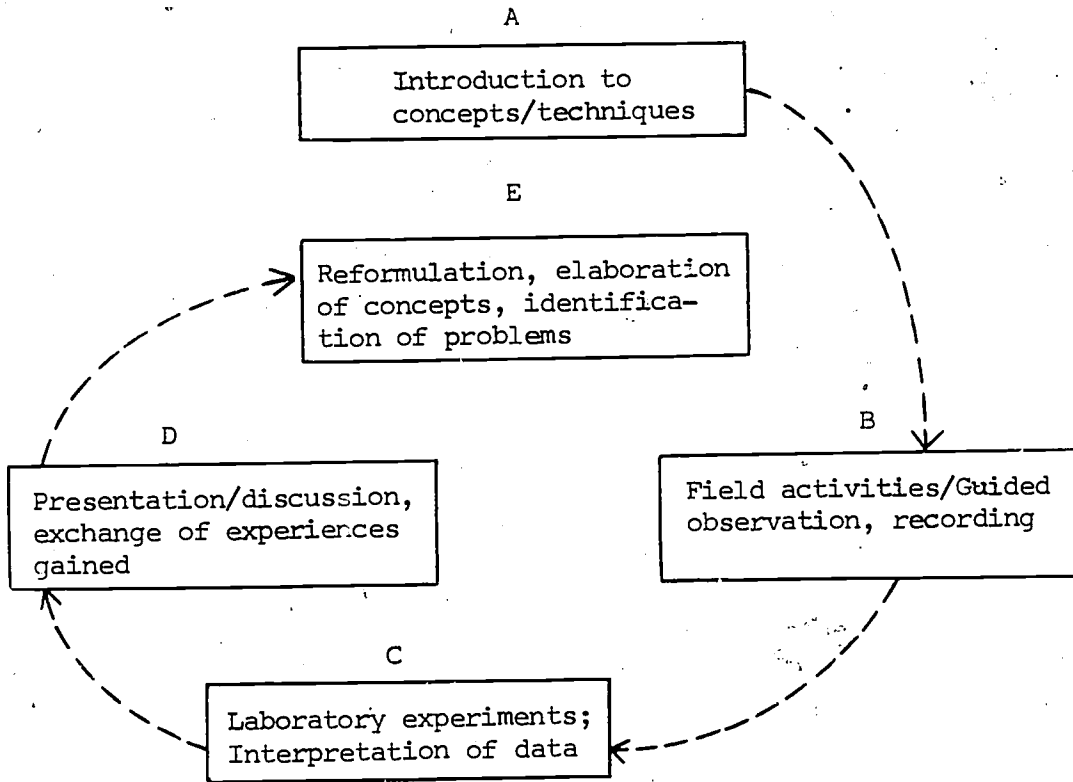 A
Introduction to
concepts/techniques
E
Reformulation, elaboration
of concepts, identifica-
tion of problems
B
Field activities/Guided
observation, recording
D
Presentation/discussion,
exchange of experiences
gained
C
Laboratory experiments;
Interpretation of data